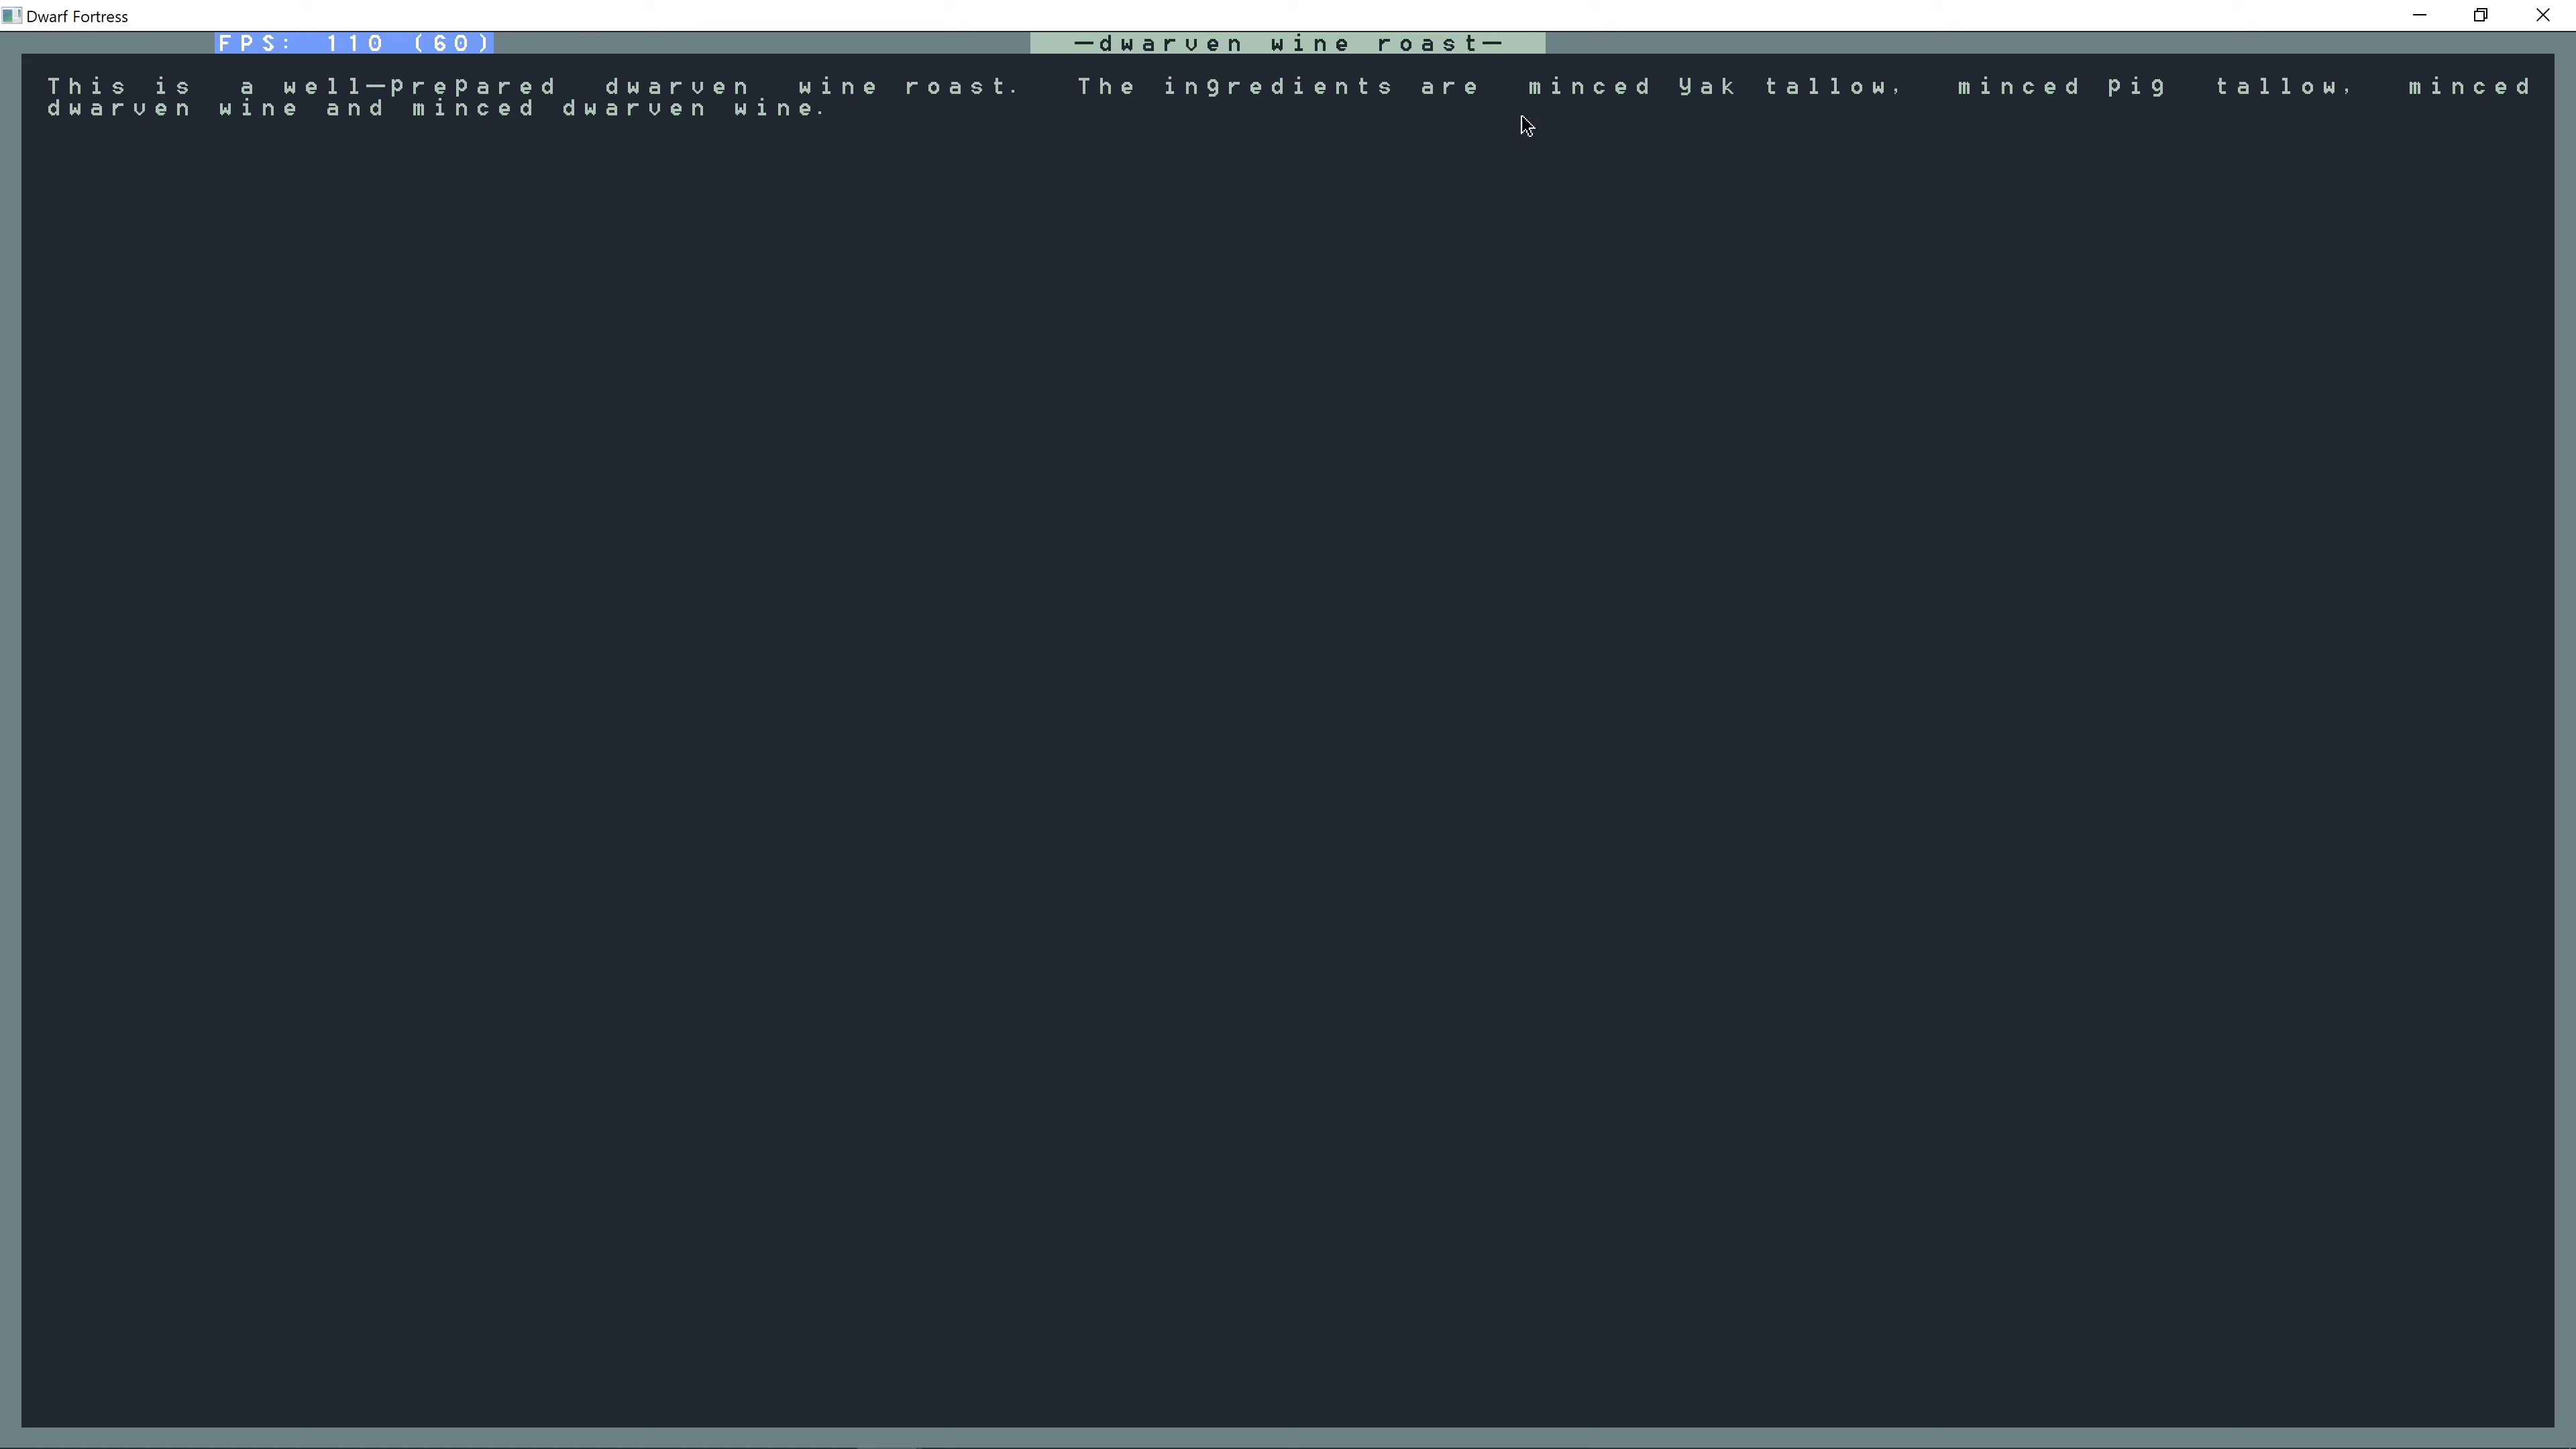 Dwarf Fortress
FPS: 110 (60)
—dwarven wine roast—
This is a well—prepared dwarven wine roast. The ingredients are minced yak tallow, minced pig tallow, minced
dwarven wine and minced dwarven wine.